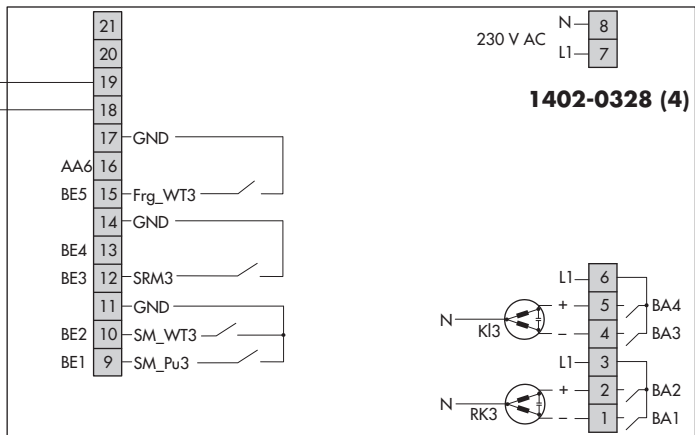 21
20
19
18
17 GND
AA6 16
BE5 15 Frg_WT3
14 GND
BE4 13
BE3 12 SRM3
11 GND
BE2 10 SM_WT3
BE1 9 SM_Pu3
230 V AC
N 8
L1 7
1402-0328 (4)
L1 6
+ 5 BA4
N Kl3 – 4 BA3
L1 3
+ 2 BA2
N RK3 – 1 BA1